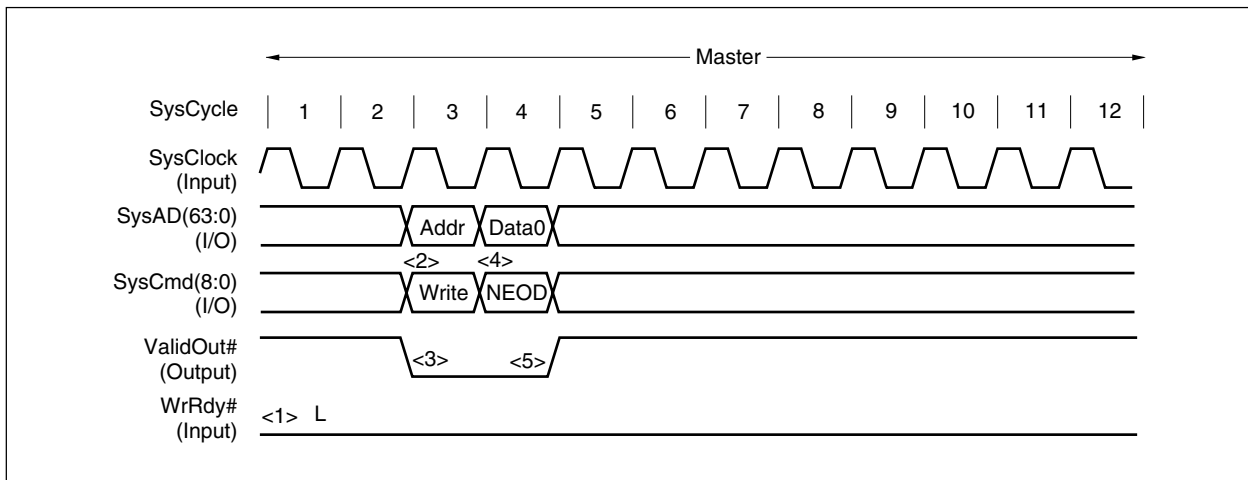 Master
SysCycle 1 2 3 4 5 6 7 8 9 10 11 12
SysClock
(Input)
SysAD(63:0)
(I/O)
Addr Data0
<2> <4>
SysCmd(8:0)
(I/O)
Write NEOD
ValidOut#
(Output)
<3> <5>
WrRdy#
(Input)
<1> L